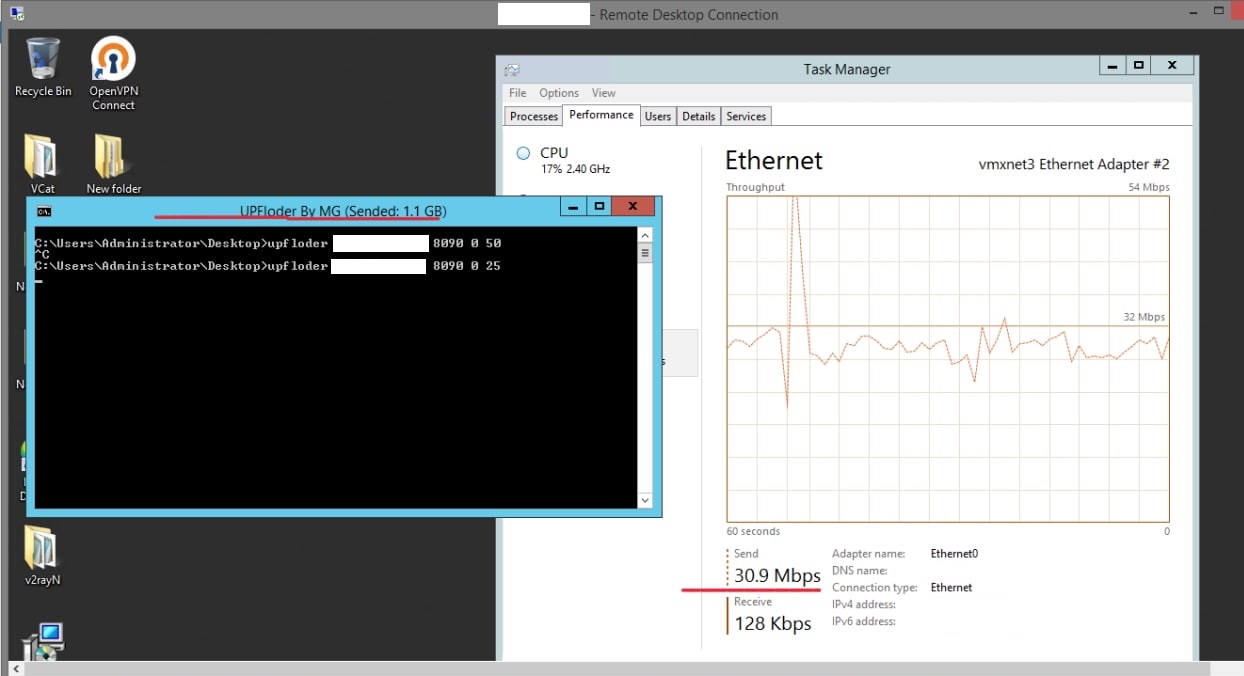 - Remote Desktop Connection
Recycle Bin
OpenVPN
Connect
VCat
New folder
Task Manager
File Options View
Processes Performance Users Details Services
CPU
17% 2.40 GHz
Ethernet
vmxnet3 Ethernet Adapter #2
Throughput
54 Mbps
32 Mbps
60 seconds
0
Send
30.9 Mbps
Receive
128 Kbps
Adapter name: Ethernet0
DNS name:
Connection type: Ethernet
IPv4 address:
IPv6 address:
UPFloder By MG (Sended: 1.1 GB)
C:\Users\Administrator\Desktop>upfloder 8090 0 50
^C
C:\Users\Administrator\Desktop>upfloder 8090 0 25
N
N
D
s
v2rayN